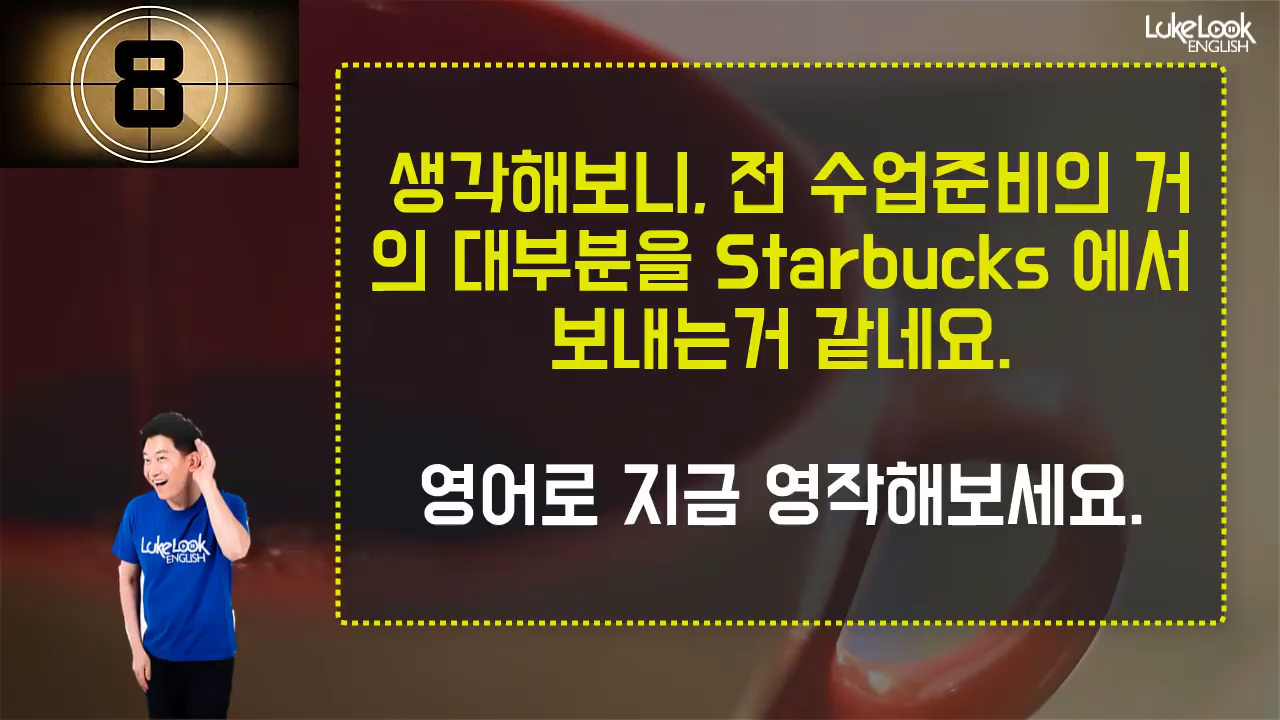 8
LukeLook
ENGLISH
생각해보니, 전 수업준비의 거
의 대부분을 Starbucks 에서
보내는거 같네요.
영어로 지금 영작해보세요.
LukeLook
ENGLISH